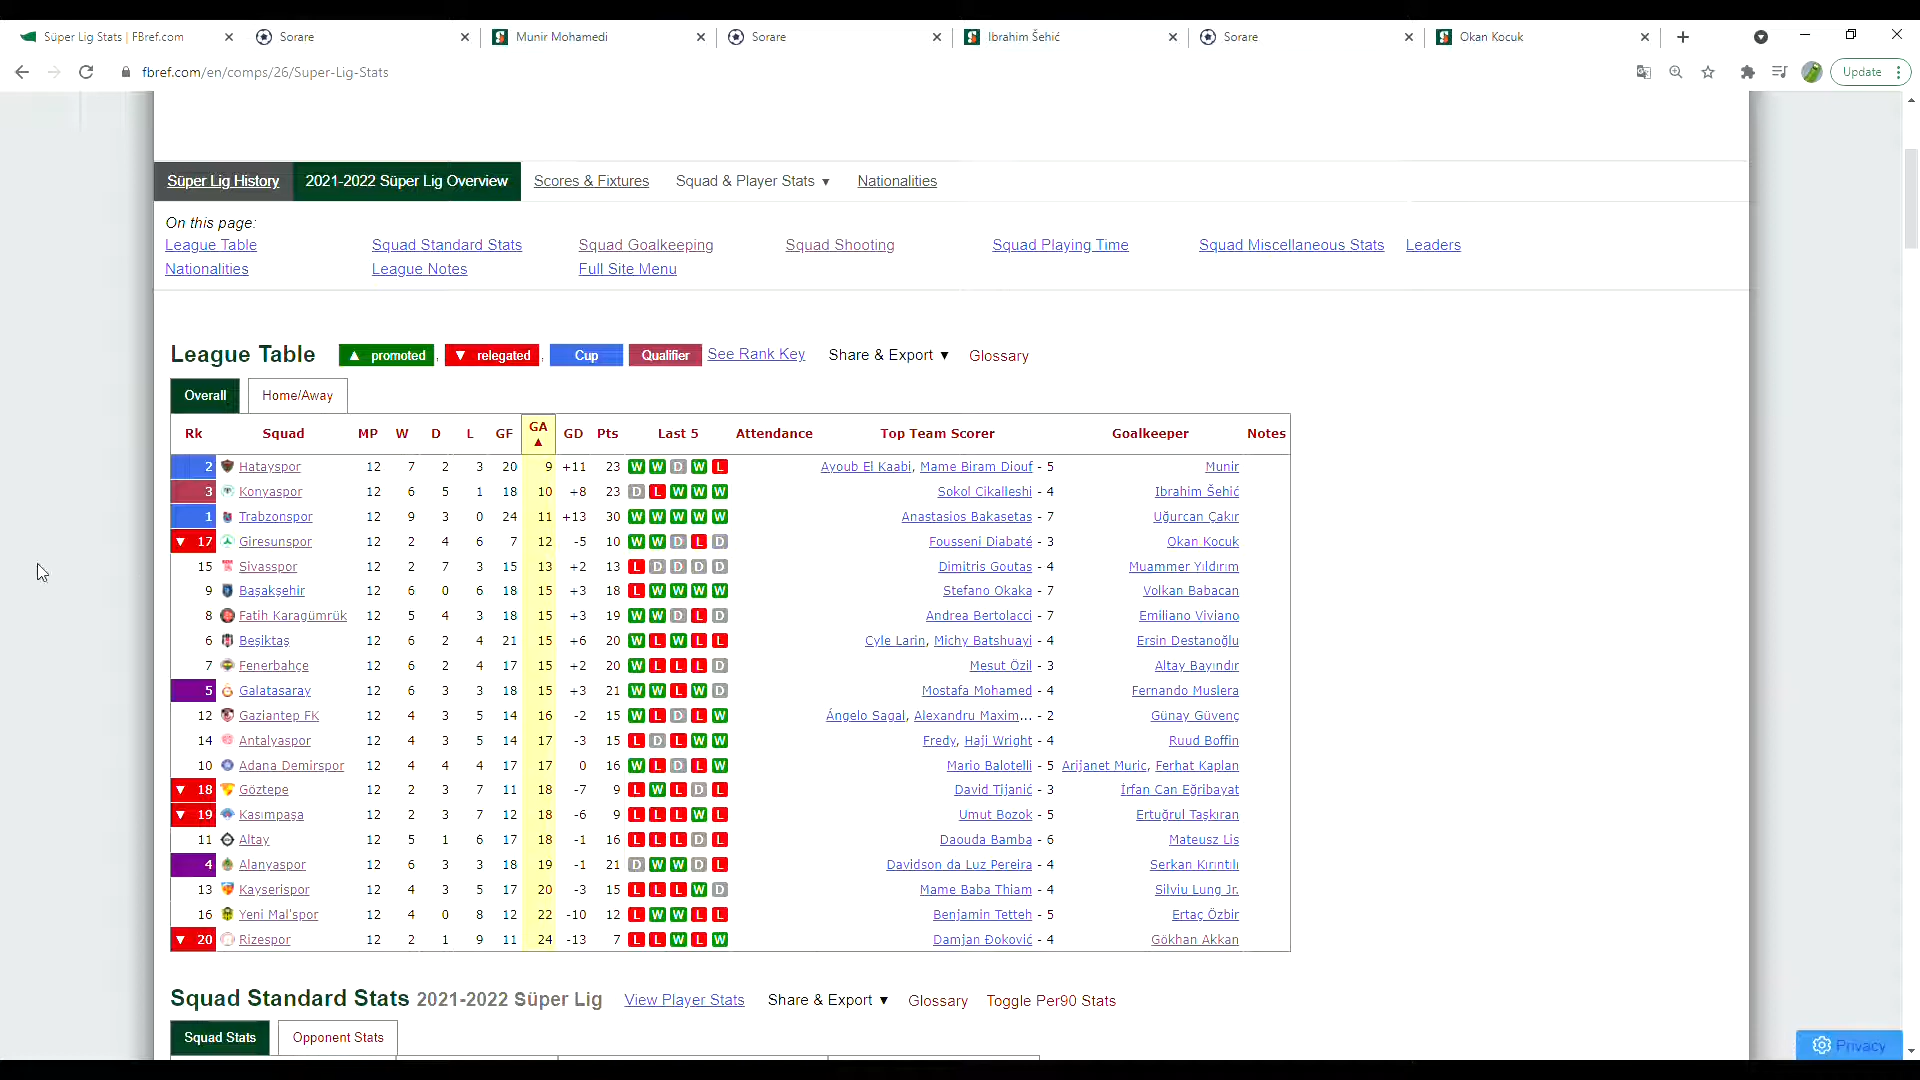 Süper Lig Stats | FBref.com Sorare Munir Mohamedi Sorare Ibrahim Šehić Sorare Okan Kocuk
fbref.com/en/comps/26/Super-Lig-Stats Update
Süper Lig History 2021-2022 Süper Lig Overview Scores & Fixtures Squad & Player Stats ▼ Nationalities
On this page:
League Table Squad Standard Stats Squad Goalkeeping Squad Shooting Squad Playing Time Squad Miscellaneous Stats Leaders
Nationalities League Notes Full Site Menu
League Table ▲ promoted, ▼ relegated, Cup Qualifier See Rank Key Share & Export ▼ Glossary
Overall Home/Away
Rk Squad MP W D L GF GA ▲ GD Pts Last 5 Attendance Top Team Scorer Goalkeeper Notes
2 Hatayspor 12 7 2 3 20 9 +11 23 W W D W L Ayoub El Kaabi, Mame Biram Diouf - 5 Munir
3 Konyaspor 12 6 5 1 18 10 +8 23 D L W W W Sokol Cikalleshi - 4 Ibrahim Šehić
1 Trabzonspor 12 9 3 0 24 11 +13 30 W W W W W Anastasios Bakasetas - 7 Uğurcan Çakır
▼ 17 Giresunspor 12 2 4 6 7 12 -5 10 W W D L D Fousseni Diabaté - 3 Okan Kocuk
15 Sivasspor 12 2 7 3 15 13 +2 13 L D D D D Dimitris Goutas - 4 Muammer Yıldırım
9 Başakşehir 12 6 0 6 18 15 +3 18 L W W W W Stefano Okaka - 7 Volkan Babacan
8 Fatih Karagümrük 12 5 4 3 18 15 +3 19 W W D L D Andrea Bertolacci - 7 Emiliano Viviano
6 Beşiktaş 12 6 2 4 21 15 +6 20 W L W L L Cyle Larin, Michy Batshuayi - 4 Ersin Destanoğlu
7 Fenerbahçe 12 6 2 4 17 15 +2 20 W L L L D Mesut Özil - 3 Altay Bayındır
5 Galatasaray 12 6 3 3 18 15 +3 21 W W L W D Mostafa Mohamed - 4 Fernando Muslera
12 Gaziantep FK 12 4 3 5 14 16 -2 15 W L D L W Ángelo Sagal, Alexandru Maxim... - 2 Günay Güvenç
14 Antalyaspor 12 4 3 5 14 17 -3 15 L D L W W Fredy, Haji Wright - 4 Ruud Boffin
10 Adana Demirspor 12 4 4 4 17 17 0 16 W L D L W Mario Balotelli - 5 Arijanet Muric, Ferhat Kaplan
▼ 18 Göztepe 12 2 3 7 11 18 -7 9 L W L D L David Tijanić - 3 İrfan Can Eğribayat
▼ 19 Kasımpaşa 12 2 3 7 12 18 -6 9 L L L W L Umut Bozok - 5 Ertuğrul Taşkıran
11 Altay 12 5 1 6 17 18 -1 16 L L L D L Daouda Bamba - 6 Mateusz Lis
4 Alanyaspor 12 6 3 3 18 19 -1 21 D W W D L Davidson da Luz Pereira - 4 Serkan Kırıntılı
13 Kayserispor 12 4 3 5 17 20 -3 15 L L L W D Mame Baba Thiam - 4 Silviu Lung Jr.
16 Yeni Mal'spor 12 4 0 8 12 22 -10 12 L W W L L Benjamin Tetteh - 5 Ertaç Özbir
▼ 20 Rizespor 12 2 1 9 11 24 -13 7 L L W L W Damjan Đoković - 4 Gökhan Akkan
Squad Standard Stats 2021-2022 Süper Lig View Player Stats Share & Export ▼ Glossary Toggle Per90 Stats
Squad Stats Opponent Stats
Privacy